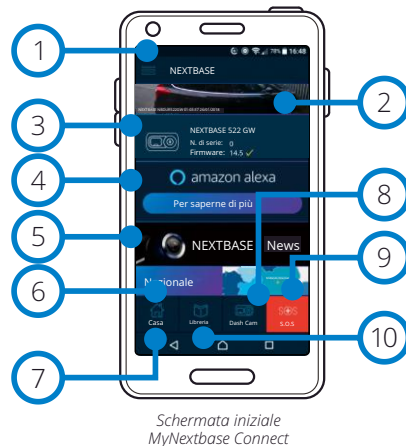 1
78% 16:48
NEXTBASE
2
3
NEXTBASE 522 GW
N. di serie: 0
Firmware: 14.5
4
amazon alexa
Per saperne di più
8
5
NEXTBASE News
9
Nazionale
6
Casa
Libreria
Dash Cam
SOS
S.O.S
10
7
Schermata iniziale
MyNextbase Connect